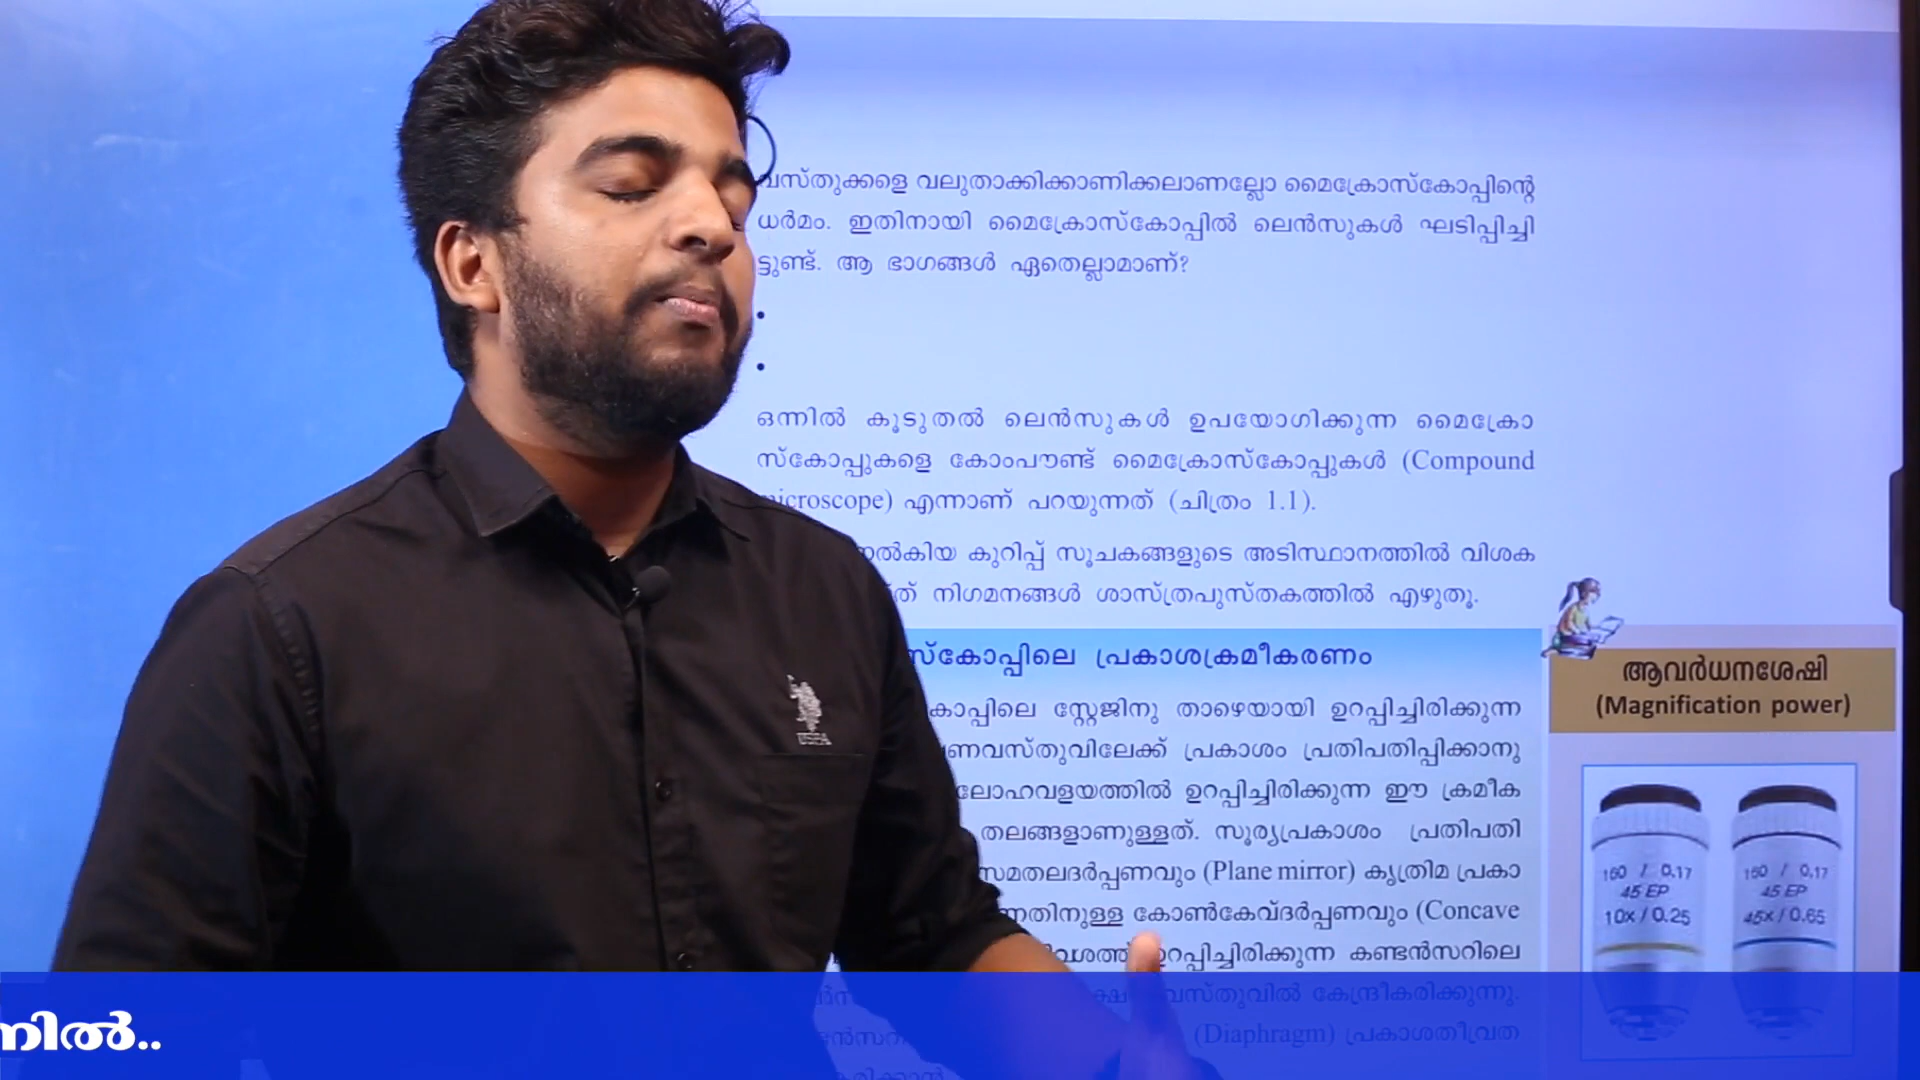 വസ്തുക്കളെ വലുതാക്കിക്കാണിക്കലാണല്ലോ മൈക്രോസ്കോപ്പിന്റെ
ധർമം. ഇതിനായി മൈക്രോസ്കോപ്പിൽ ലെൻസുകൾ ഘടിപ്പിച്ചി
ട്ടുണ്ട്. ആ ഭാഗങ്ങൾ ഏതെല്ലാമാണ്?
•
•
ഒന്നിൽ കൂടുതൽ ലെൻസുകൾ ഉപയോഗിക്കുന്ന മൈക്രോ
സ്കോപ്പുകളെ കോംപൗണ്ട് മൈക്രോസ്കോപ്പുകൾ (Compound
microscope) എന്നാണ് പറയുന്നത് (ചിത്രം 1.1).
നൽകിയ കുറിപ്പ് സൂചകങ്ങളുടെ അടിസ്ഥാനത്തിൽ വിശക
നിഗമനങ്ങൾ ശാസ്ത്രപുസ്തകത്തിൽ എഴുതൂ.
സ്കോപ്പിലെ പ്രകാശക്രമീകരണം
കോപ്പിലെ സ്റ്റേജിനു താഴെയായി ഉറപ്പിച്ചിരിക്കുന്ന
ണവസ്തുവിലേക്ക് പ്രകാശം പ്രതിപതിപ്പിക്കാനു
ലോഹവളയത്തിൽ ഉറപ്പിച്ചിരിക്കുന്ന ഈ ക്രമീക
തലങ്ങളാണുള്ളത്. സൂര്യപ്രകാശം പ്രതിപതി
സമതലദർപ്പണവും (Plane mirror) കൃത്രിമ പ്രകാ
ണതിനുള്ള കോൺകേവ്ദർപ്പണവും (Concave
ഉറപ്പിച്ചിരിക്കുന്ന കണ്ടൻസറിലെ
വസ്തുവിൽ കേന്ദ്രീകരിക്കുന്നു.
(Diaphragm) പ്രകാശതീവ്രത
ആവർധനശേഷി
(Magnification power)
160 / 0.17
45 EP
10x / 0.25
160 / 0.17
45 EP
45x / 0.65
USPA
നിൽ..